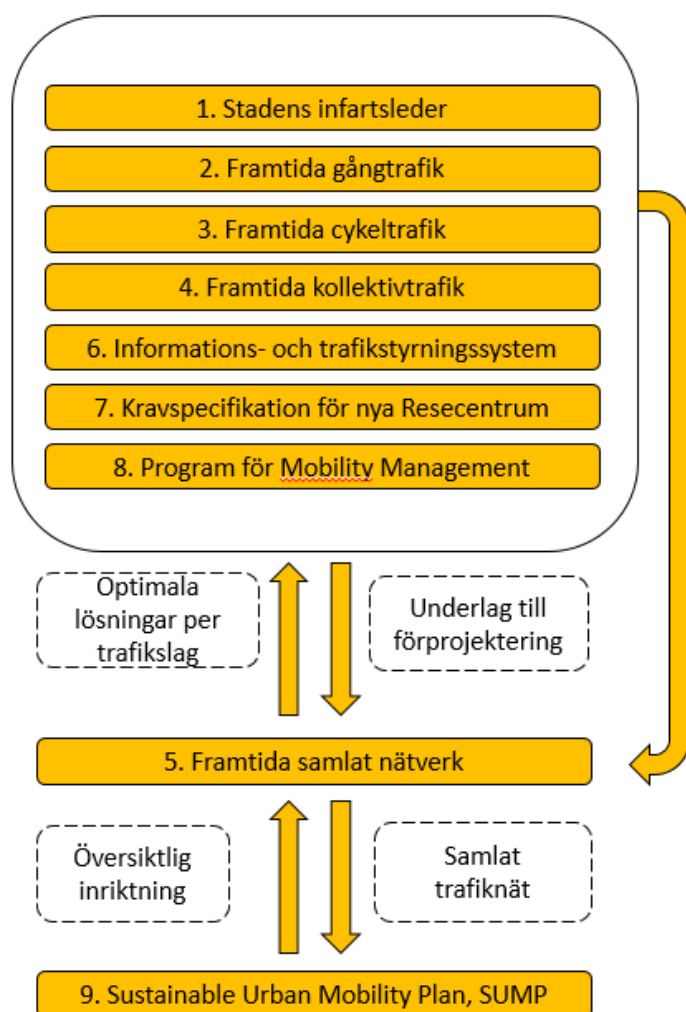 1. Stadens infartsleder
2. Framtida gångtrafik
3. Framtida cykeltrafik
4. Framtida kollektivtrafik
6. Informations- och trafikstyrningssystem
7. Kravspecifikation för nya Resecentrum
8. Program för Mobility Management
Optimala
lösningar per
trafikslag
Underlag till
förprojektering
5. Framtida samlat nätverk
Översiktlig
inriktning
Samlat
trafiknät
9. Sustainable Urban Mobility Plan, SUMP